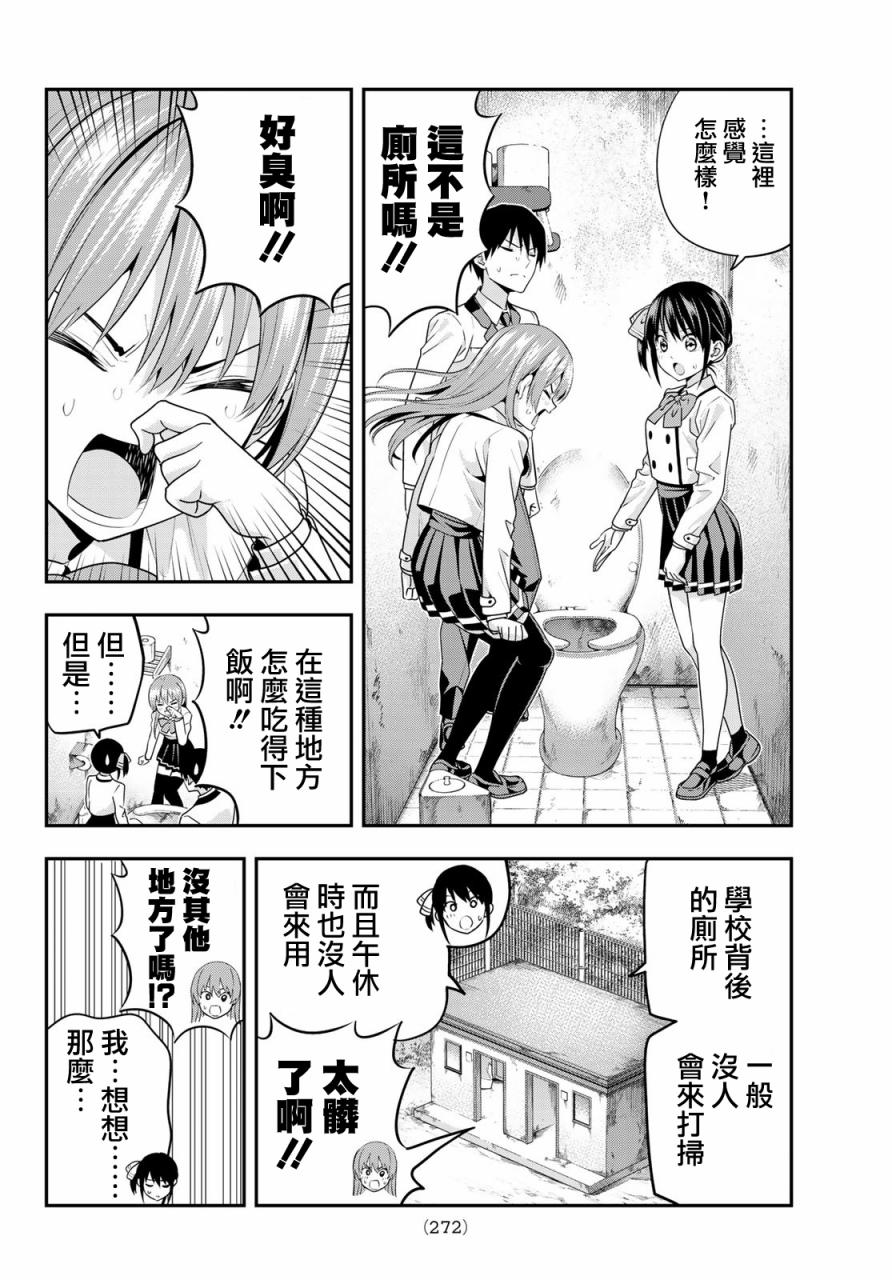 …這裡
感覺
怎麼樣！
這不是
廁所嗎!!
好臭啊!!
在這種地方
怎麼吃得下
飯啊!!
但……
但是…
學校背後
的廁所
一般
沒人
會來打掃
而且午休
時也沒人
會來用
太髒
了啊!!
沒其他
地方了嗎!?
我…想想……
那麼…
(272)